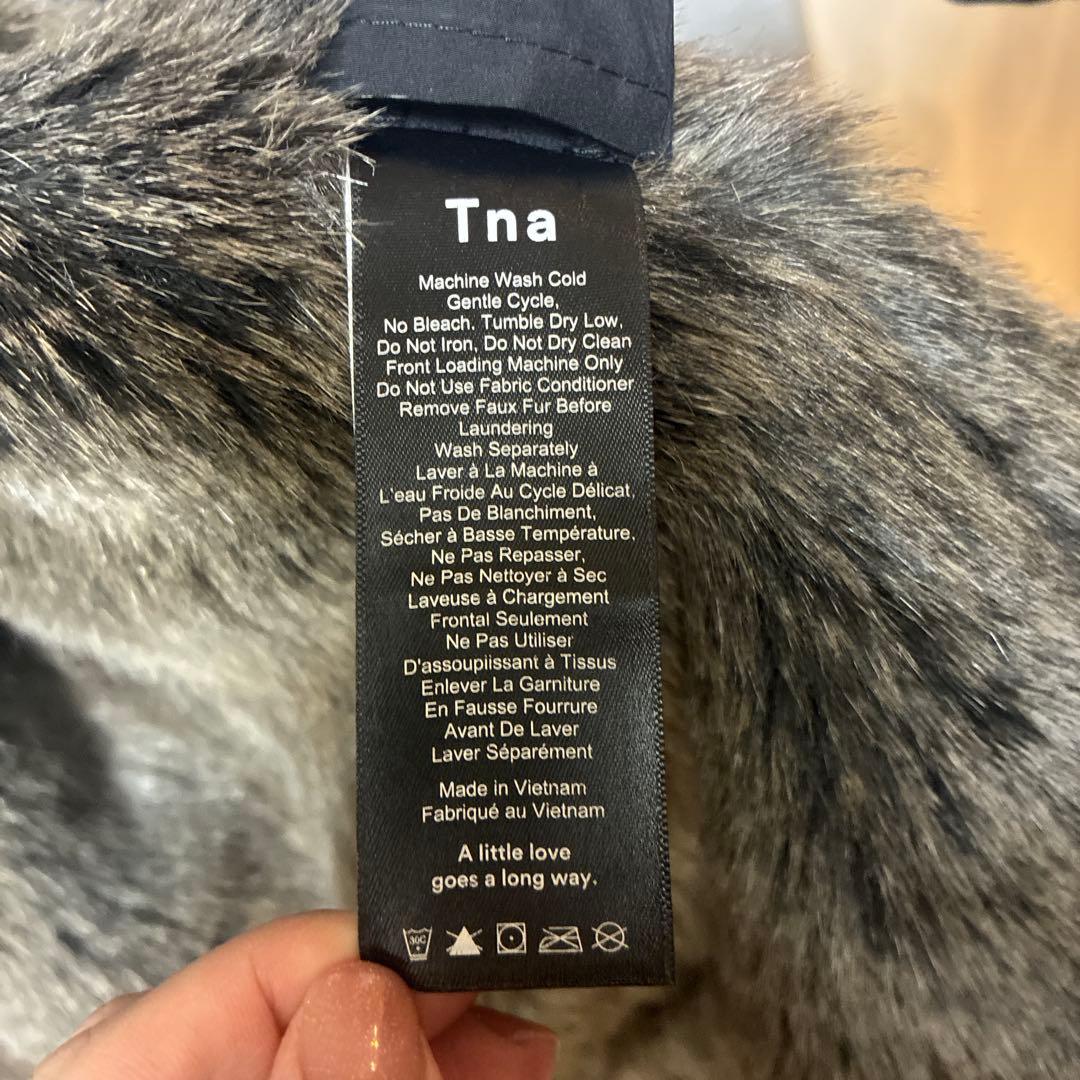 Tna
Machine Wash Cold
Gentle Cycle,
No Bleach. Tumble Dry Low,
Do Not Iron, Do Not Dry Clean
Front Loading Machine Only
Do Not Use Fabric Conditioner
Remove Faux Fur Before
Laundering
Wash Separately
Laver à La Machine à
L'eau Froide Au Cycle Délicat,
Pas De Blanchiment,
Sécher à Basse Température,
Ne Pas Repasser,
Ne Pas Nettoyer à Sec
Laveuse à Chargement
Frontal Seulement
Ne Pas Utiliser
D'assoupiissant à Tissus
Enlever La Garniture
En Fausse Fourrure
Avant De Laver
Laver Séparément
Made in Vietnam
Fabriqué au Vietnam
A little love
goes a long way.
30C